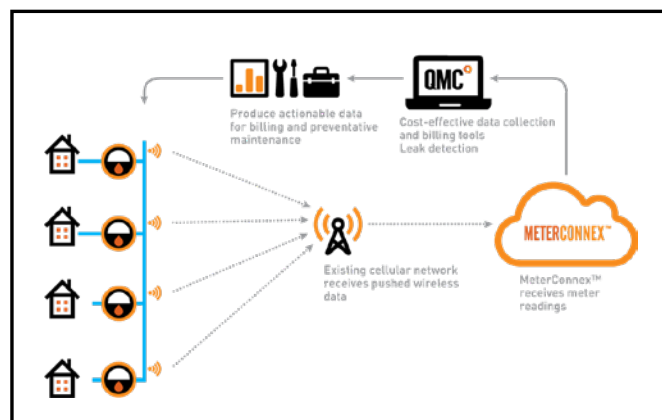 QMC
Produce actionable data
for billing and preventative
maintenance
Cost-effective data collection
and billing tools
Leak detection
METERCONNEX™
Existing cellular network
receives pushed wireless
data
MeterConnex™
receives meter
readings